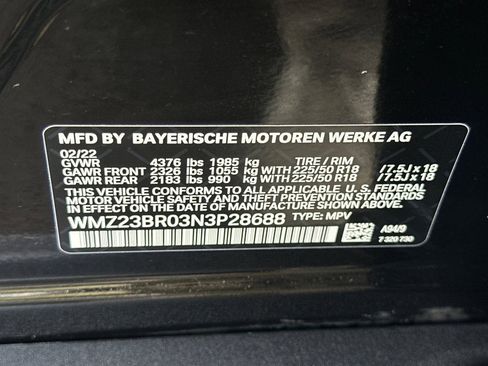 MFD BY BAYERISCHE MOTOREN WERKE AG
02/22
GVWR 4376 lbs 1985 kg TIRE / RIM
GAWR FRONT 2326 lbs 1055 kg WITH 225/50 R18 /7.5J x 18
GAWR REAR 2183 lbs 990 kg WITH 225/50 R18 /7.5J x 18
THIS VEHICLE CONFORMS TO ALL APPLICABLE U. S. FEDERAL
MOTOR VEHICLE SAFETY AND THEFT PREVENTION STANDARDS
IN EFFECT ON THE DATE OF MANUFACTURE SHOWN ABOVE.
WMZ23BR03N3P28688 TYPE: MPV
A94/9
7 320 730